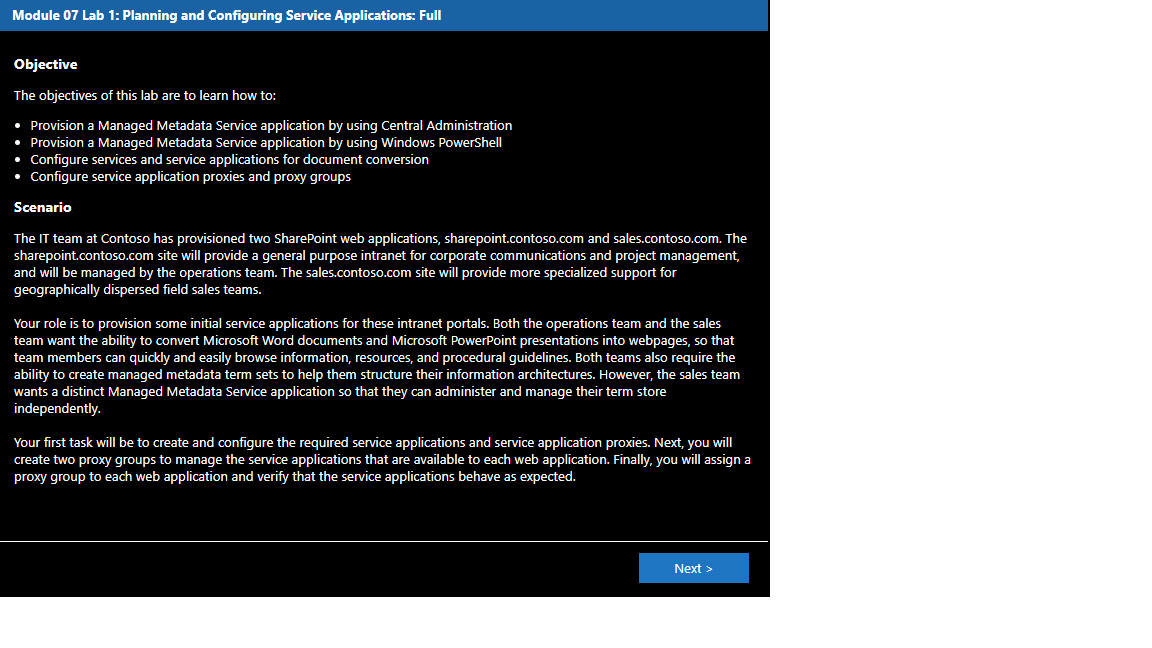 Module 07 Lab 1: Planning and Configuring Service Applications: Full
Objective
The objectives of this lab are to learn how to:
• Provision a Managed Metadata Service application by using Central Administration
• Provision a Managed Metadata Service application by using Windows PowerShell
• Configure services and service applications for document conversion
• Configure service application proxies and proxy groups
Scenario
The IT team at Contoso has provisioned two SharePoint web applications, sharepoint.contoso.com and sales.contoso.com. The
sharepoint.contoso.com site will provide a general purpose intranet for corporate communications and project management,
and will be managed by the operations team. The sales.contoso.com site will provide more specialized support for
geographically dispersed field sales teams.
Your role is to provision some initial service applications for these intranet portals. Both the operations team and the sales
team want the ability to convert Microsoft Word documents and Microsoft PowerPoint presentations into webpages, so that
team members can quickly and easily browse information, resources, and procedural guidelines. Both teams also require the
ability to create managed metadata term sets to help them structure their information architectures. However, the sales team
wants a distinct Managed Metadata Service application so that they can administer and manage their term store
independently.
Your first task will be to create and configure the required service applications and service application proxies. Next, you will
create two proxy groups to manage the service applications that are available to each web application. Finally, you will assign a
proxy group to each web application and verify that the service applications behave as expected.
Next >